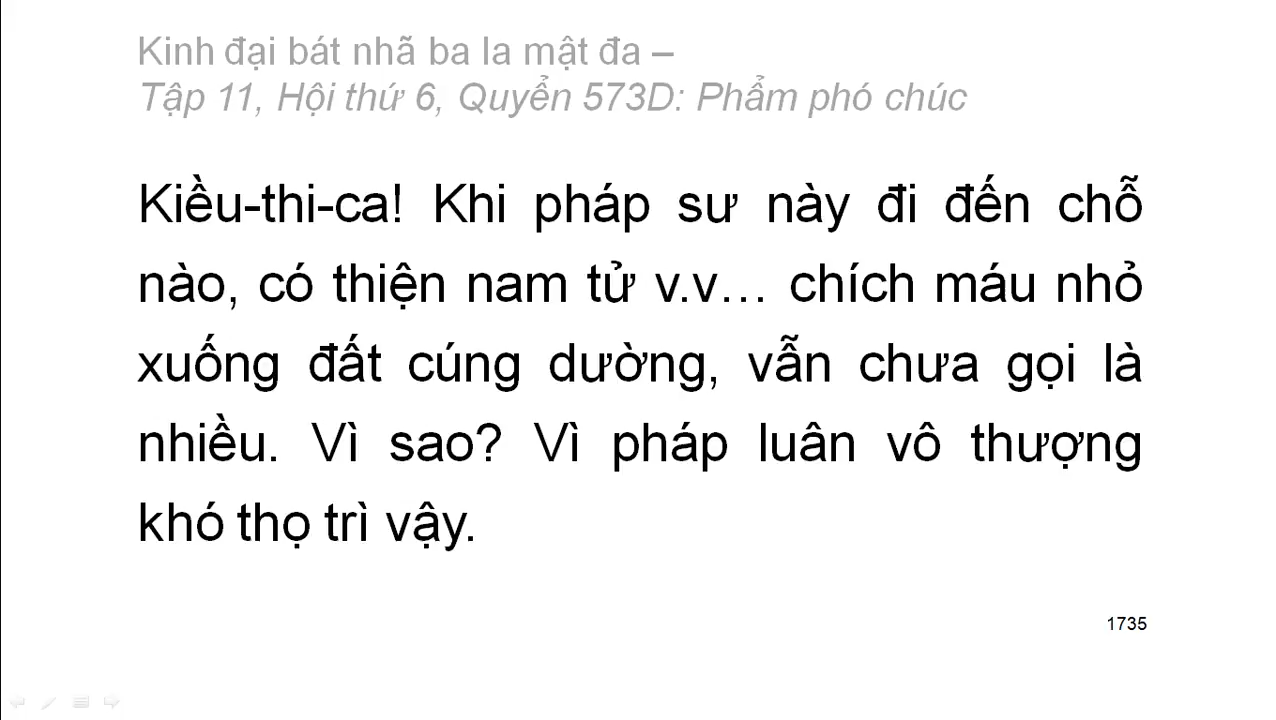 Kinh đại bát nhã ba la mật đa –
Tập 11, Hội thứ 6, Quyển 573D: Phẩm phó chúc
Kiều-thi-ca! Khi pháp sư này đi đến chỗ
nào, có thiện nam tử v.v… chích máu nhỏ
xuống đất cúng dường, vẫn chưa gọi là
nhiều. Vì sao? Vì pháp luân vô thượng
khó thọ trì vậy.
1735